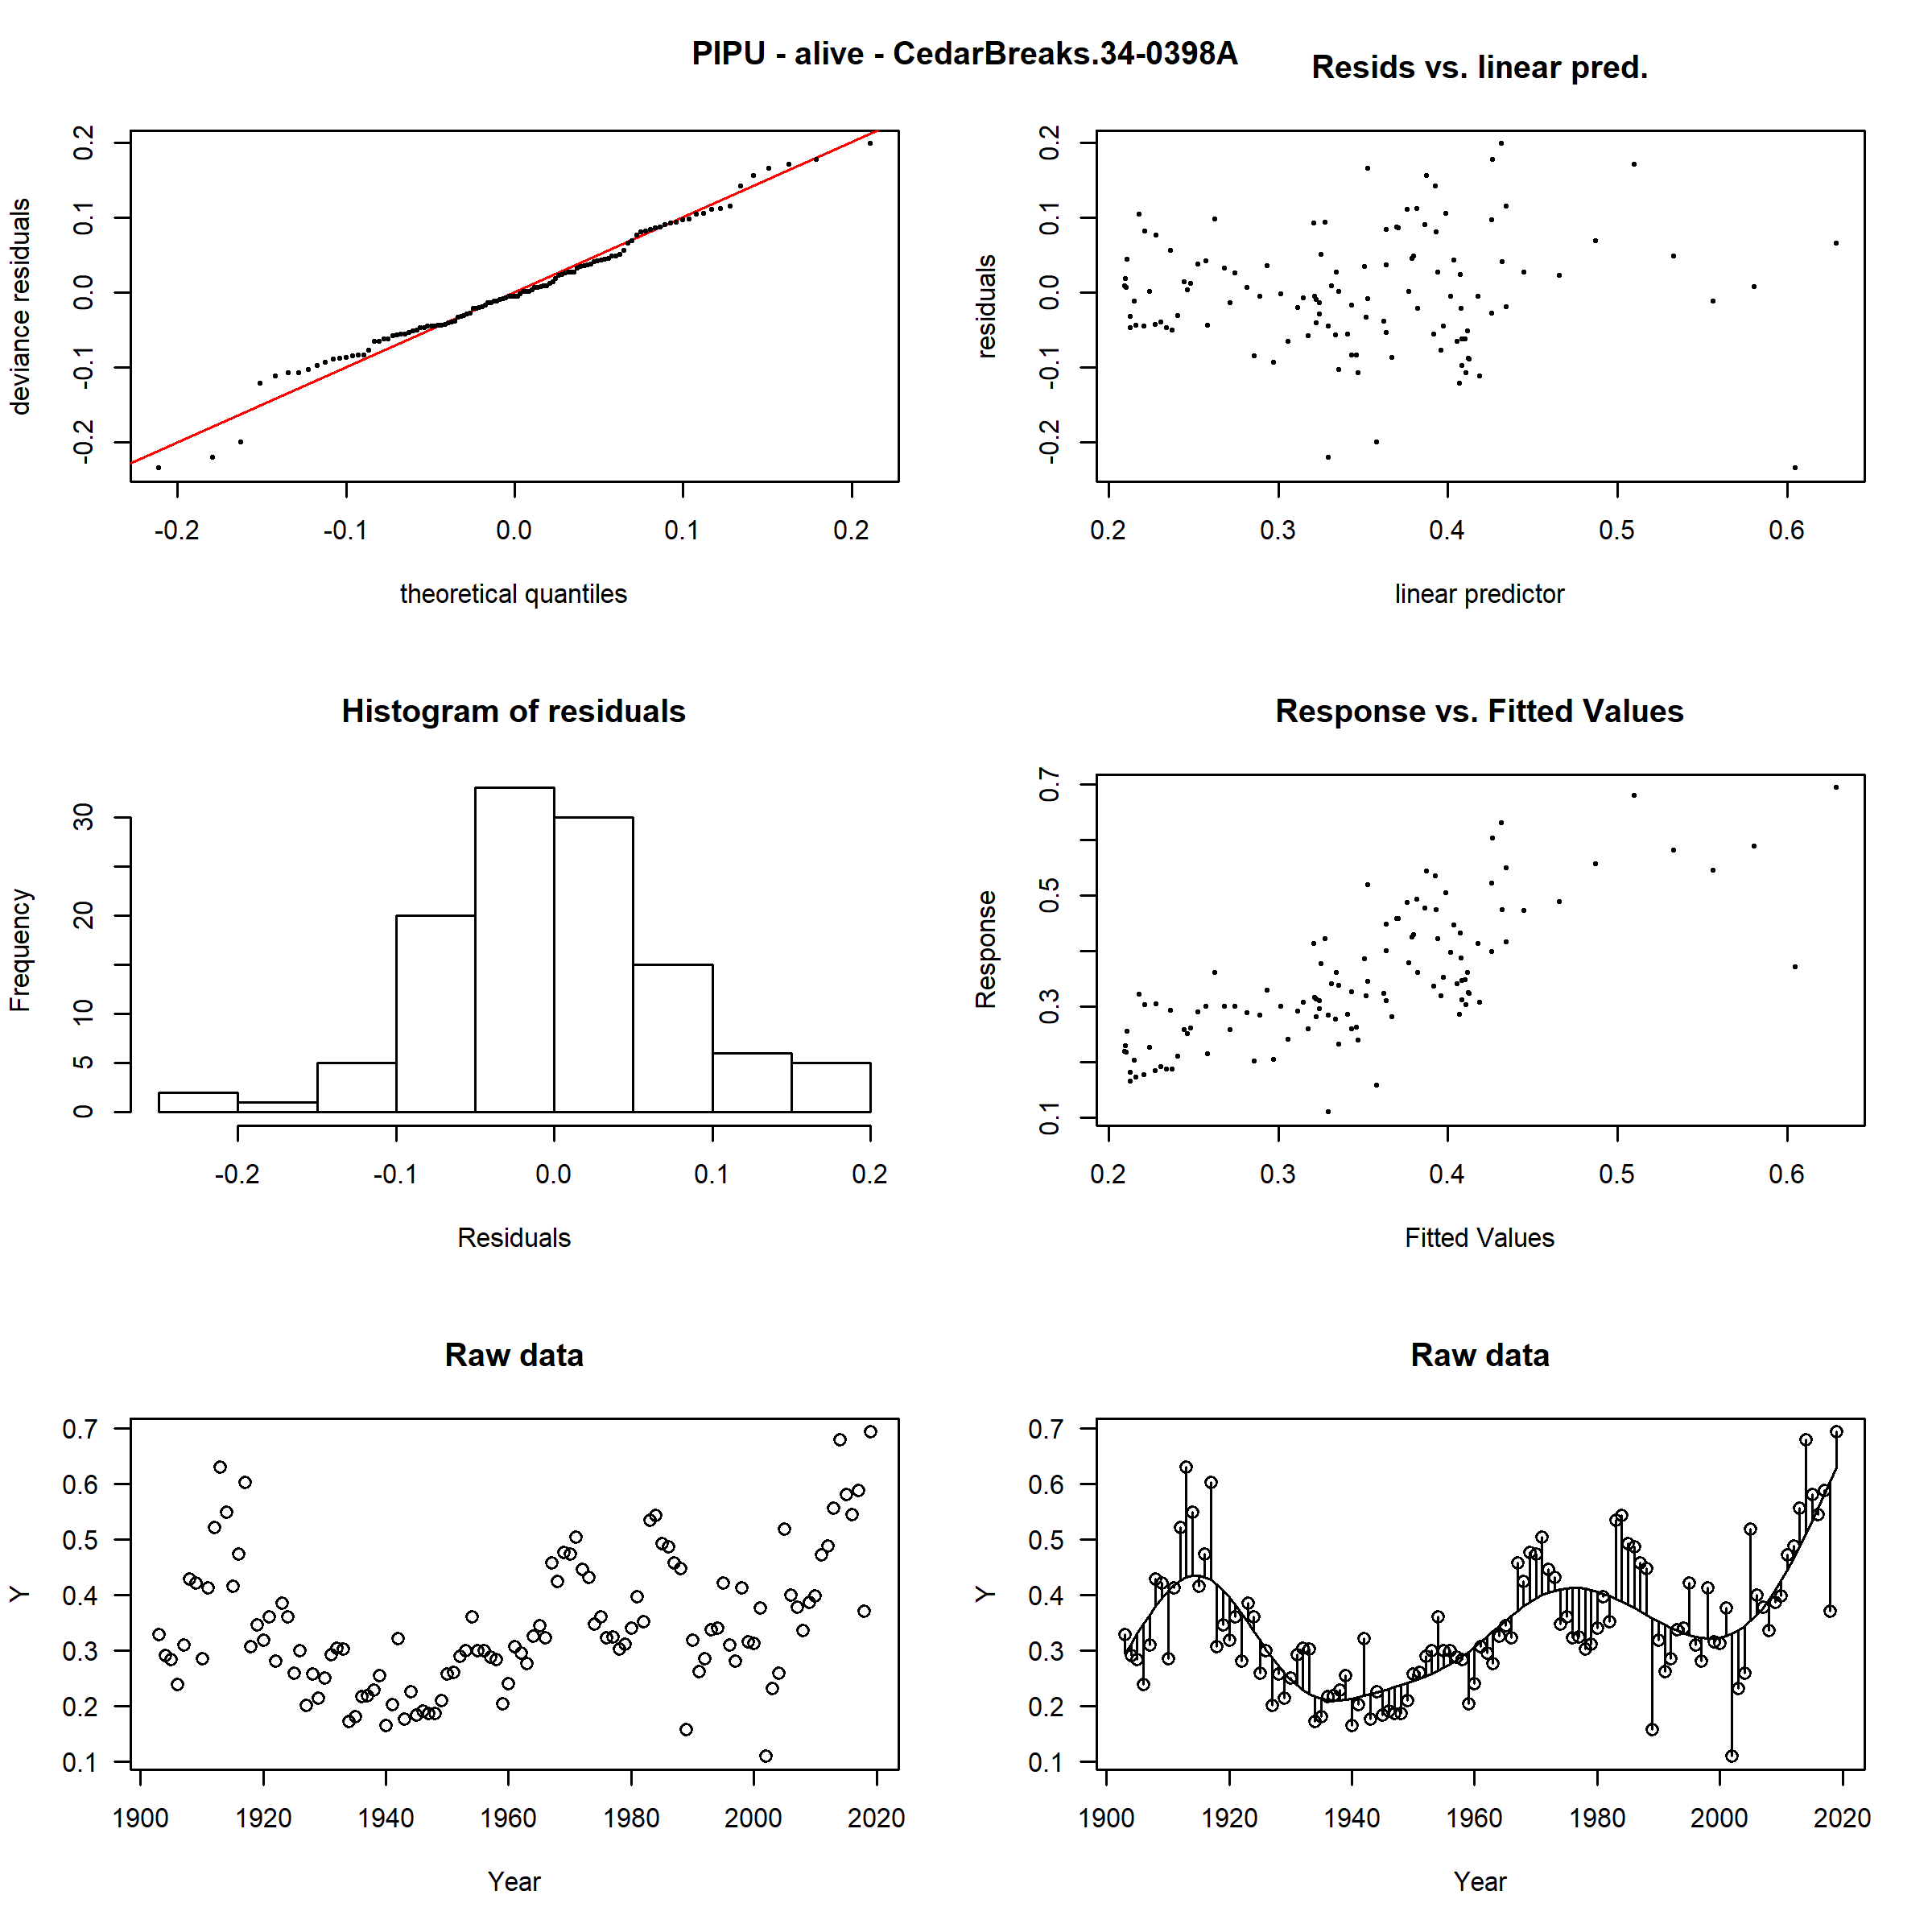 PIPU - alive - CedarBreaks.34-0398A
Resids vs. linear pred.
deviance residuals
-0.2 -0.1 0.0 0.1 0.2
-0.2 -0.1 0.0 0.1 0.2
theoretical quantiles
residuals
-0.2 -0.1 0.0 0.1 0.2
0.2 0.3 0.4 0.5 0.6
linear predictor
Histogram of residuals
Frequency
0 5 10 20 30
-0.2 -0.1 0.0 0.1 0.2
Residuals
Response vs. Fitted Values
Response
0.1 0.3 0.5 0.7
0.2 0.3 0.4 0.5 0.6
Fitted Values
Raw data
Y
0.7
0.6
0.5
0.4
0.3
0.2
0.1
1900 1920 1940 1960 1980 2000 2020
Year
Raw data
Y
0.7
0.6
0.5
0.4
0.3
0.2
0.1
1900 1920 1940 1960 1980 2000 2020
Year